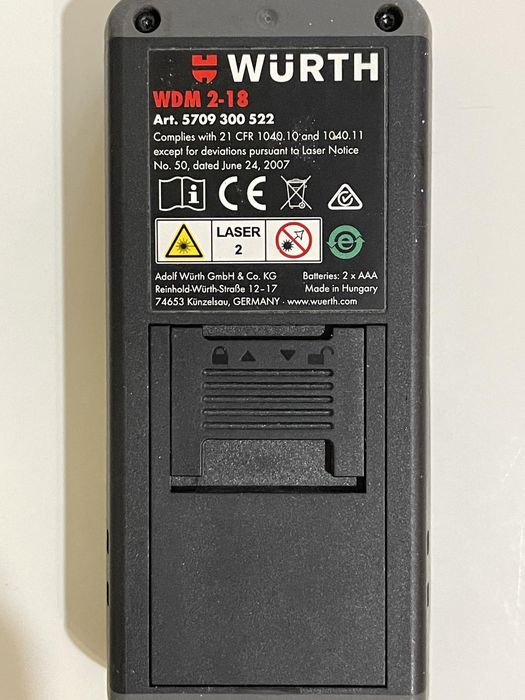 WÜRTH
WDM 2-18
Art. 5709 300 522
Complies with 21 CFR 1040.10 and 1040.11
except for deviations pursuant to Laser Notice
No. 50, dated June 24, 2007
i CE
LASER
2
e
Adolf Würth GmbH & Co. KG Batteries: 2 x AAA
Reinhold-Würth-Straße 12-17 Made in Hungary
74653 Künzelsau, GERMANY · www.wuerth.com